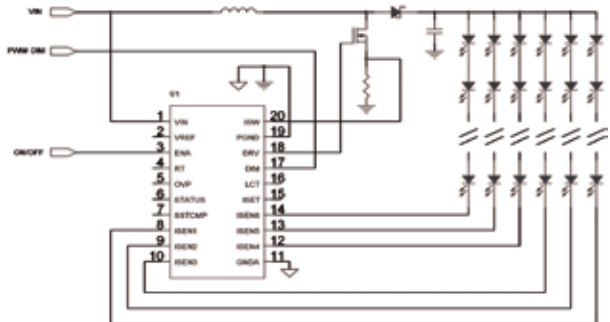 VIN
PWM DIM
ON/OFF
U1
1 VIN ISW 20
2 VREF PGND 19
3 ENA DRV 18
4 RT DIM 17
5 OVP LCT 16
6 STATUS ISET 15
7 SSTCMP ISEN6 14
8 ISEN1 ISEN5 13
9 ISEN2 ISEN4 12
10 ISEN3 GNDA 11